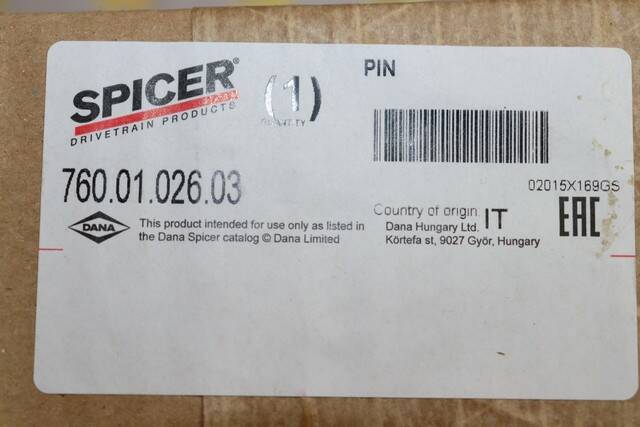 SPICER®
DRIVETRAIN PRODUCTS
(1)
QUANTITY
PIN
760.01.026.03
02015X169GS
DANA
This product intended for use only as listed in
the Dana Spicer catalog © Dana Limited
Country of origin IT
Dana Hungary Ltd.
Körtefa st, 9027 Győr, Hungary
EAC